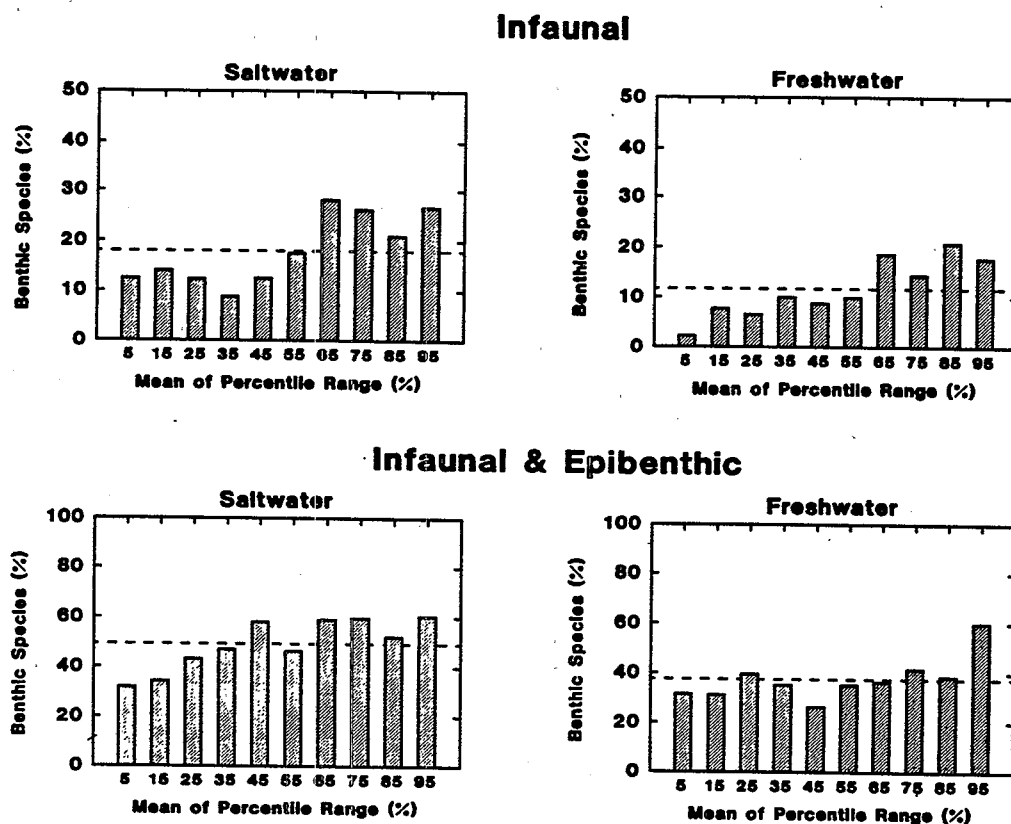 Infaunal
Saltwater
50
40
30
20
10
0
Benthic Species (%)
5 15 25 35 45 55 65 75 85 95
Mean of Percentile Range (%)
Freshwater
50
40
30
20
10
0
Benthic Species (%)
5 15 25 35 45 55 65 75 85 95
Mean of Percentile Range (%)
Infaunal & Epibenthic
Saltwater
100
80
60
40
20
0
Benthic Species (%)
5 15 25 35 45 55 65 75 85 95
Mean of Percentile Range (%)
Freshwater
100
80
60
40
20
0
Benthic Species (%)
5 15 25 35 45 55 65 75 85 95
Mean of Percentile Range (%)